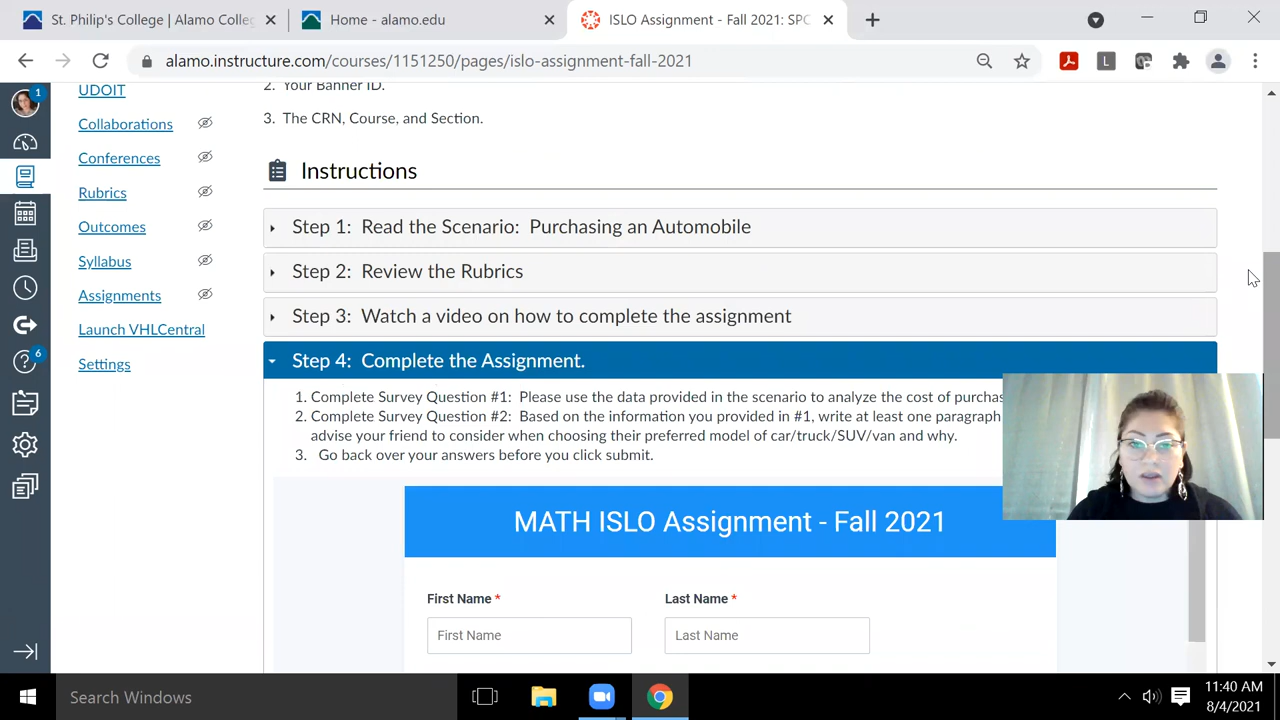 St. Philip's College | Alamo Colle
Home - alamo.edu
ISLO Assignment - Fall 2021: SPC
alamo.instructure.com/courses/1151250/pages/islo-assignment-fall-2021
L
1
UDOIT
Collaborations
Conferences
Rubrics
Outcomes
Syllabus
Assignments
Launch VHLCentral
Settings
6
2. Your Banner ID.
3. The CRN, Course, and Section.
Instructions
Step 1: Read the Scenario: Purchasing an Automobile
Step 2: Review the Rubrics
Step 3: Watch a video on how to complete the assignment
Step 4: Complete the Assignment.
1. Complete Survey Question #1: Please use the data provided in the scenario to analyze the cost of purchas
2. Complete Survey Question #2: Based on the information you provided in #1, write at least one paragraph
advise your friend to consider when choosing their preferred model of car/truck/SUV/van and why.
3. Go back over your answers before you click submit.
MATH ISLO Assignment - Fall 2021
First Name *
Last Name *
First Name
Last Name
Search Windows
11:40 AM
8/4/2021